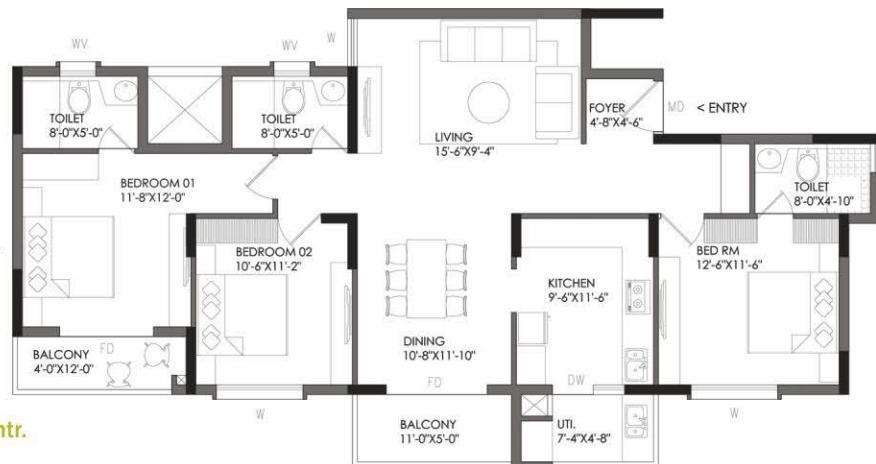 WV
WV
W
TOILET
8'-0"X5'-0"
TOILET
8'-0"X5'-0"
FOYER
4'-8"X4'-6"
MD
< ENTRY
LIVING
15'-6"X9'-4"
BEDROOM 01
11'-8"X12'-0"
TOILET
8'-0"X4'-10"
BEDROOM 02
10'-6"X11'-2"
BED RM
12'-6"X11'-6"
KITCHEN
9'-6"X11'-6"
DINING
10'-8"X11'-10"
BALCONY
4'-0"X12'-0"
FD
FD
DW
W
W
BALCONY
11'-0"X5'-0"
UTI.
7'-4"X4'-8"
ntr.